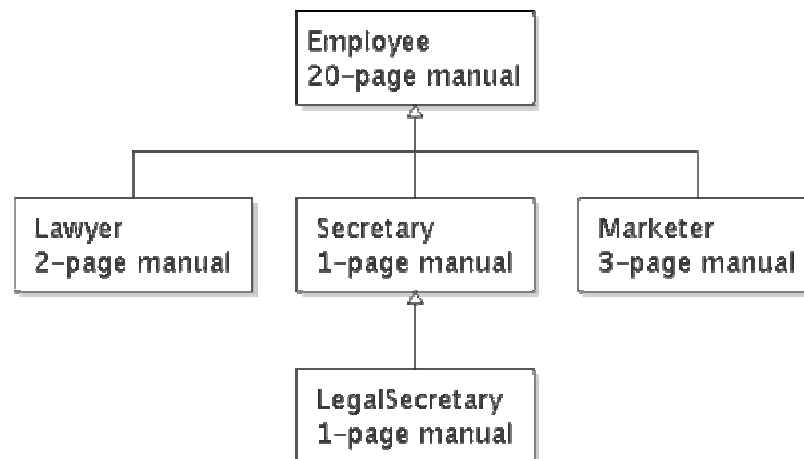 Employee
20-page manual
Lawyer
2-page manual
Secretary
1-page manual
Marketer
3-page manual
LegalSecretary
1-page manual